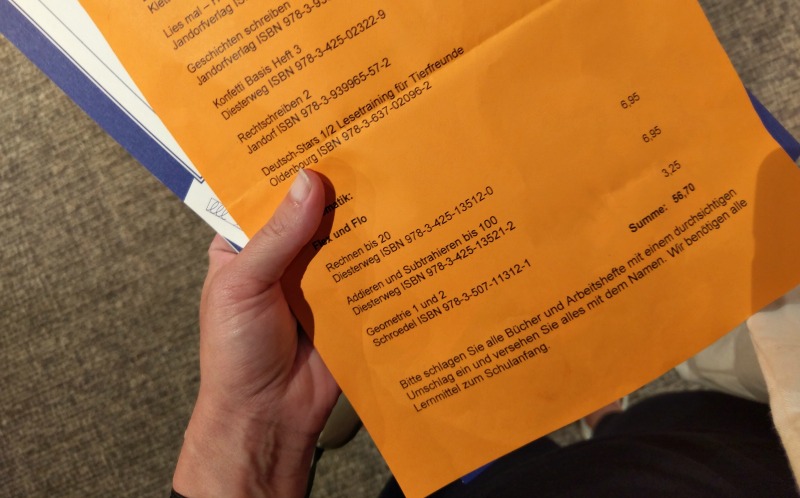 Lies mal –
Jandorfverlag ISBN 978-3-
Geschichten schreiben
Jandorfverlag ISBN 978-3-
Konfetti Basis Heft 3
Diesterweg ISBN 978-3-425-02322-9
Rechtschreiben 2
Jandorf ISBN 978-3-939965-57-2
Deutsch-Stars 1/2 Lesetraining für Tierfreunde
Oldenbourg ISBN 978-3-637-02096-2
Flex und Flo
Rechnen bis 20 6,95
Diesterweg ISBN 978-3-425-13512-0
Addieren und Subtrahieren bis 100 6,95
Diesterweg ISBN 978-3-425-13521-2
Geometrie 1 und 2 3,25
Schroedel ISBN 978-3-507-11312-1
Summe: 56,70
Bitte schlagen Sie alle Bücher und Arbeitshefte mit einem durchsichtigen
Umschlag ein und versehen Sie alles mit dem Namen. Wir benötigen alle
Lernmittel zum Schulanfang.